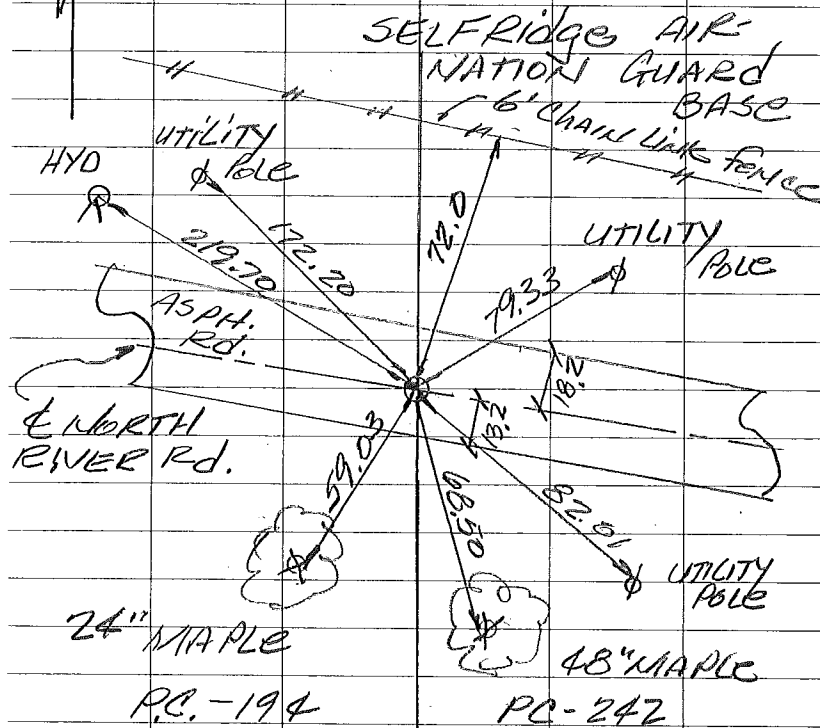 SELFRidge AIR-
NATION GUARd
BASE
6' CHAIN LINK fence
HYD
UTILITY
Pole
219.70
172.20
72.0
UTILITY
Pole
79.33
ASPH.
Rd.
18.2
13.2
℄ NORTH
RIVER Rd.
59.03
68.50
82.01
UTILITY
POLE
24" MAPLE
48" MAPLE
P.C. -194
PC - 242